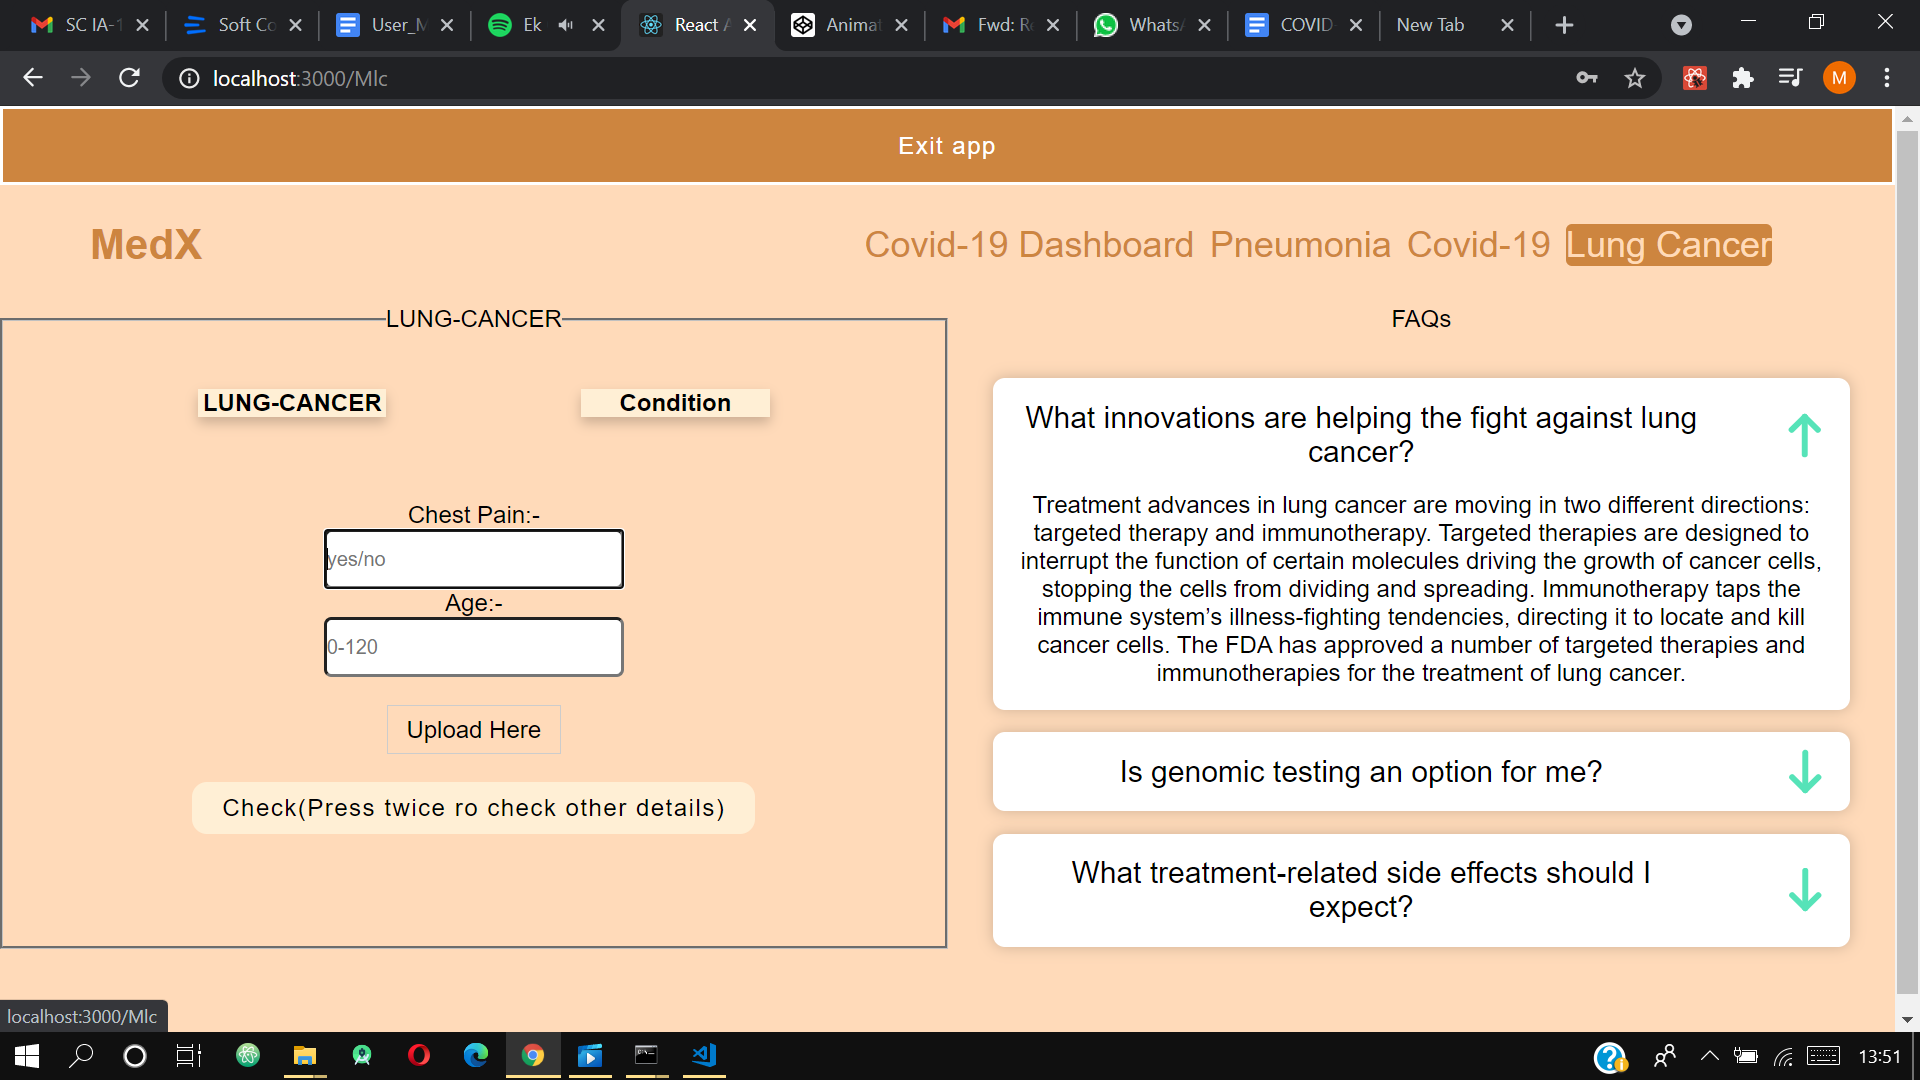 SC IA-1
Soft Co
User_M
Ek
React A
Animat
Fwd: Re
WhatsA
COVID
New Tab
localhost:3000/Mlc
M
Exit app
MedX
Covid-19 Dashboard Pneumonia Covid-19 Lung Cancer
LUNG-CANCER
LUNG-CANCER
Condition
Chest Pain:-
yes/no
Age:-
0-120
Upload Here
Check(Press twice ro check other details)
FAQs
What innovations are helping the fight against lung
cancer?
Treatment advances in lung cancer are moving in two different directions:
targeted therapy and immunotherapy. Targeted therapies are designed to
interrupt the function of certain molecules driving the growth of cancer cells,
stopping the cells from dividing and spreading. Immunotherapy taps the
immune system’s illness-fighting tendencies, directing it to locate and kill
cancer cells. The FDA has approved a number of targeted therapies and
immunotherapies for the treatment of lung cancer.
Is genomic testing an option for me?
What treatment-related side effects should I
expect?
localhost:3000/Mlc
13:51